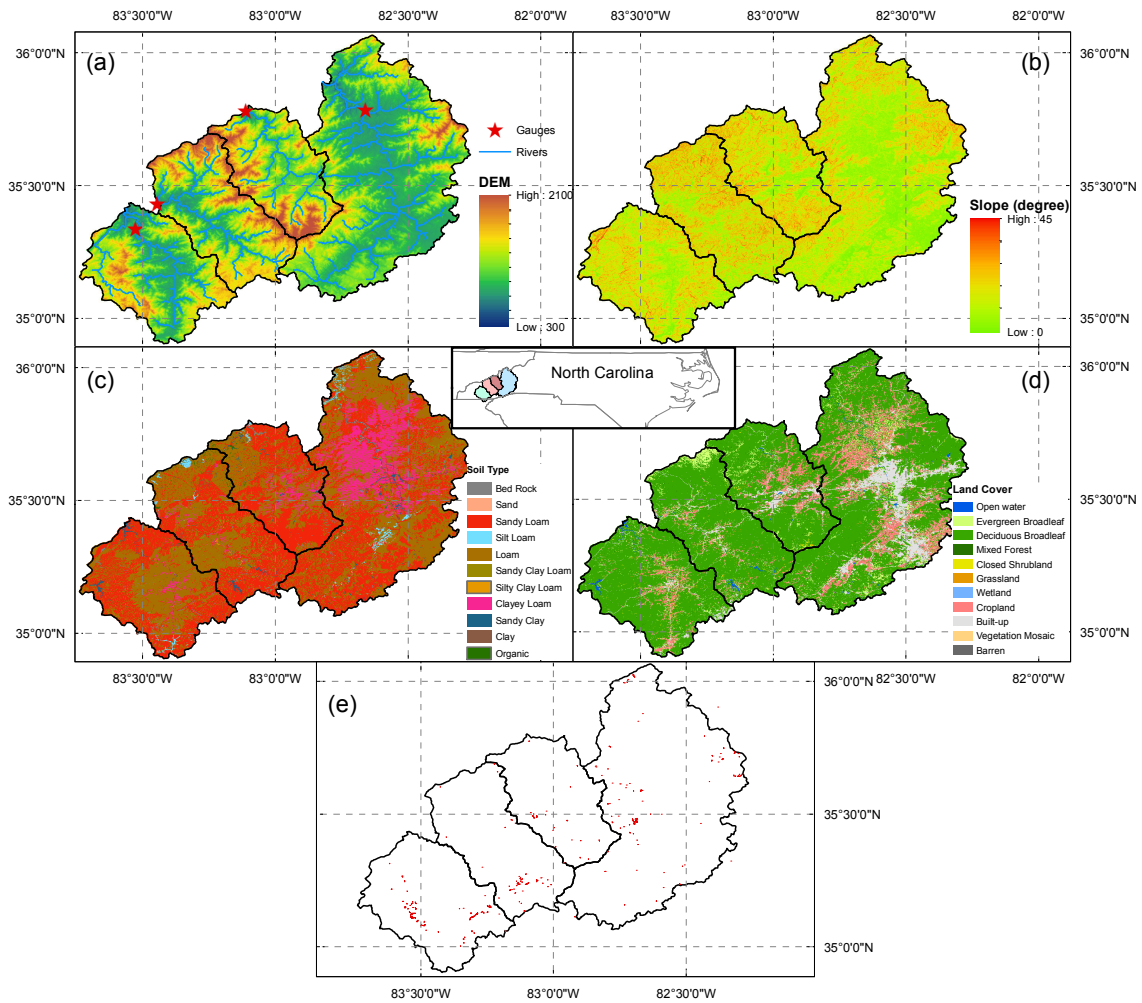 83°30'0"W 83°0'0"W 82°30'0"W 82°0'0"W 83°30'0"W 83°0'0"W 82°30'0"W 82°0'0"W
36°0'0"N 36°0'0"N
(a) (b)
Gauges
Rivers
35°30'0"N 35°30'0"N
DEM
High : 2100
Low : 300
Slope (degree)
High : 45
Low : 0
35°0'0"N 35°0'0"N
(c) (d)
North Carolina
36°0'0"N 36°0'0"N
35°30'0"N 35°30'0"N
Soil Type
Bed Rock
Sand
Sandy Loam
Silt Loam
Loam
Sandy Clay Loam
Silty Clay Loam
Clayey Loam
Sandy Clay
Clay
Organic
Land Cover
Open water
Evergreen Broadleaf
Deciduous Broadleaf
Mixed Forest
Closed Shrubland
Grassland
Wetland
Cropland
Built-up
Vegetation Mosaic
Barren
35°0'0"N 35°0'0"N
83°30'0"W 83°0'0"W 82°30'0"W 82°0'0"W
(e)
36°0'0"N
35°30'0"N
35°0'0"N
83°30'0"W 83°0'0"W 82°30'0"W